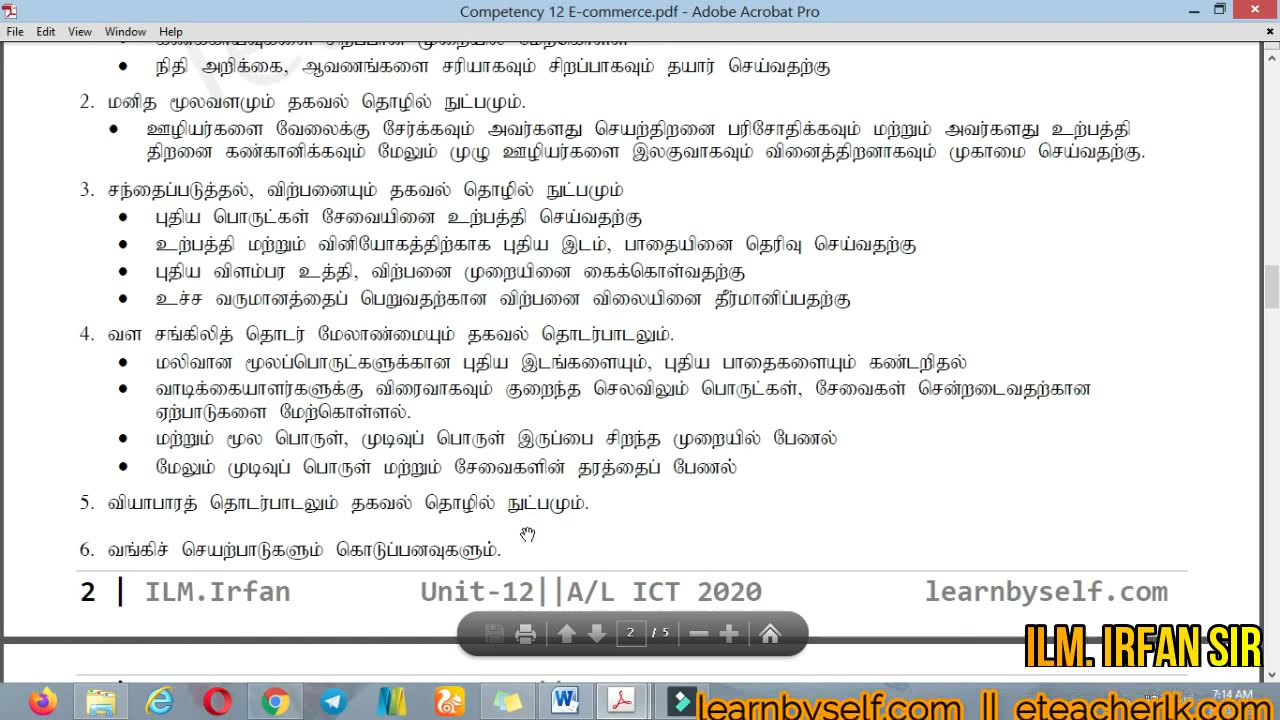 Competency 12 E-commerce.pdf - Adobe Acrobat Pro
File Edit View Window Help
• நிதி அறிக்கை, ஆவணங்களை சரியாகவும் சிறப்பாகவும் தயார் செய்வதற்கு
2. மனித மூலவளமும் தகவல் தொழில் நுட்பமும்.
• ஊழியர்களை வேலைக்கு சேர்க்கவும் அவர்களது செயற்திறனை பரிசோதிக்கவும் மற்றும் அவர்களது உற்பத்தி
திறனை கண்கானிக்கவும் மேலும் முழு ஊழியர்களை இலகுவாகவும் வினைத்திறனாகவும் முகாமை செய்வதற்கு.
3. சந்தைப்படுத்தல், விற்பனையும் தகவல் தொழில் நுட்பமும்
• புதிய பொருட்கள் சேவையினை உற்பத்தி செய்வதற்கு
• உற்பத்தி மற்றும் வினியோகத்திற்காக புதிய இடம், பாதையினை தெரிவு செய்வதற்கு
• புதிய விளம்பர உத்தி, விற்பனை முறையினை கைக்கொள்வதற்கு
• உச்ச வருமானத்தைப் பெறுவதற்கான விற்பனை விலையினை தீர்மானிப்பதற்கு
4. வள சங்கிலித் தொடர் மேலாண்மையும் தகவல் தொடர்பாடலும்.
• மலிவான மூலப்பொருட்களுக்கான புதிய இடங்களையும், புதிய பாதைகளையும் கண்டறிதல்
• வாடிக்கையாளர்களுக்கு விரைவாகவும் குறைந்த செலவிலும் பொருட்கள், சேவைகள் சென்றடைவதற்கான
ஏற்பாடுகளை மேற்கொள்ளல்.
• மற்றும் மூல பொருள், முடிவுப் பொருள் இருப்பை சிறந்த முறையில் பேணல்
• மேலும் முடிவுப் பொருள் மற்றும் சேவைகளின் தரத்தைப் பேணல்
5. வியாபாரத் தொடர்பாடலும் தகவல் தொழில் நுட்பமும்.
6. வங்கிச் செயற்பாடுகளும் கொடுப்பனவுகளும்.
2 | ILM.Irfan Unit-12||A/L ICT 2020 learnbyself.com
2 / 5
ILM. IRFAN SIR
7:14 AM
learnbyself.com || eteacherlk.com